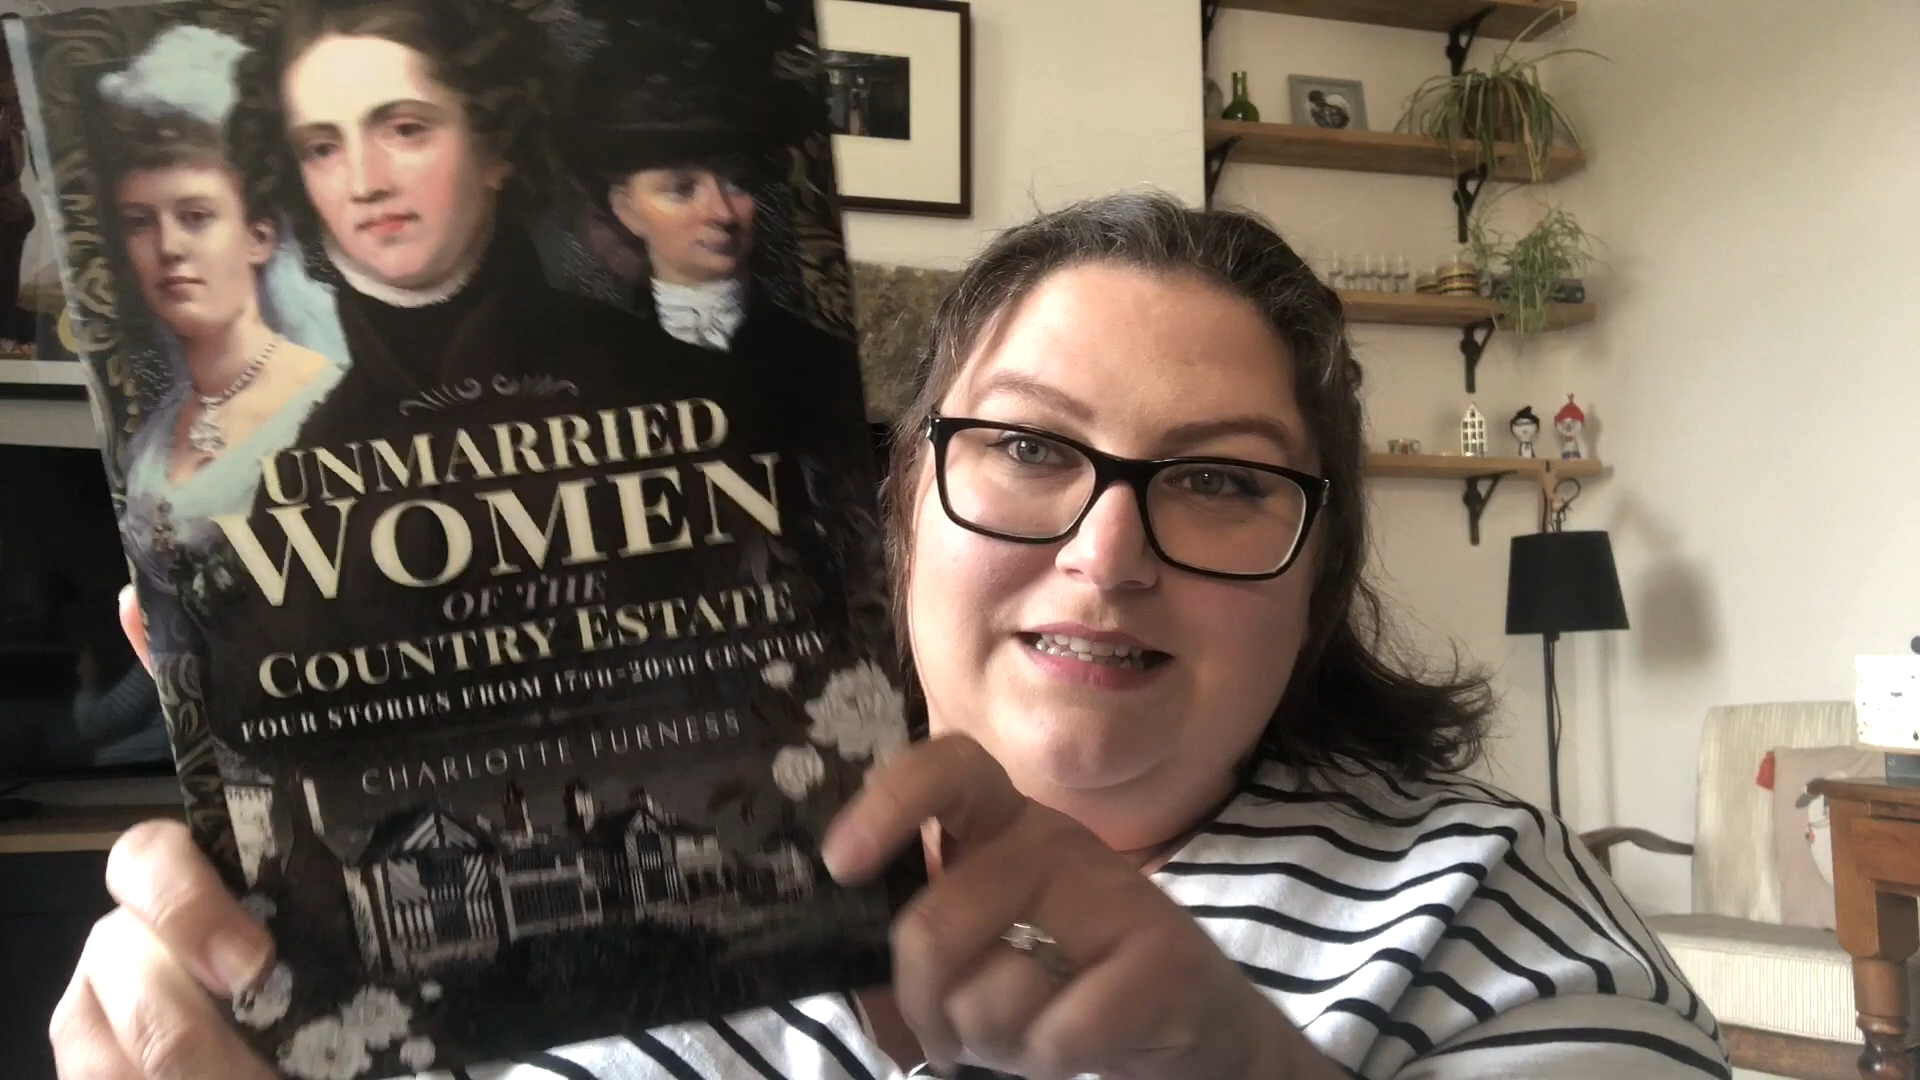 UNMARRIED
WOMEN
OF THE
COUNTRY ESTATE
FOUR STORIES FROM 17TH-20TH CENTURY
CHARLOTTE FURNESS